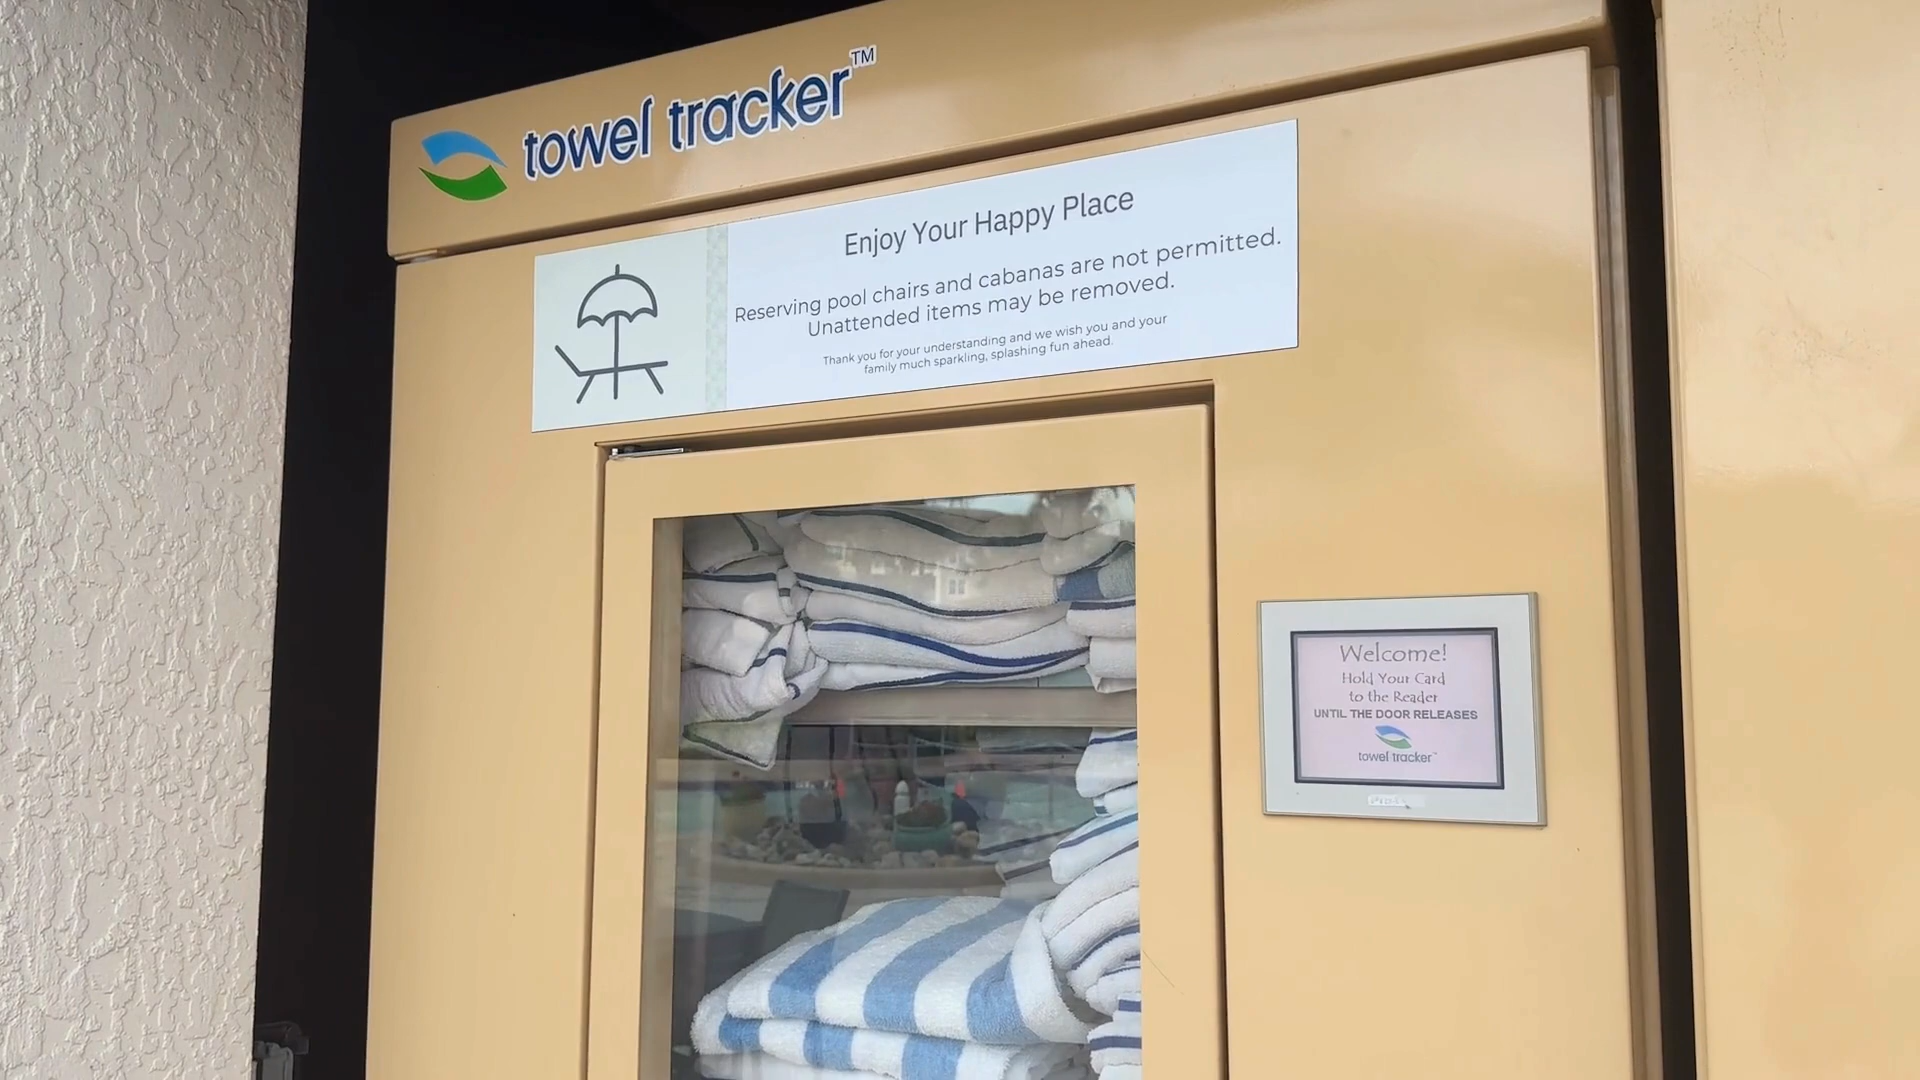 towel tracker™
Enjoy Your Happy Place
Reserving pool chairs and cabanas are not permitted.
Unattended items may be removed.
Thank you for your understanding and we wish you and your
family much sparkling, splashing fun ahead.
Welcome!
Hold Your Card
to the Reader
UNTIL THE DOOR RELEASES
towel tracker™